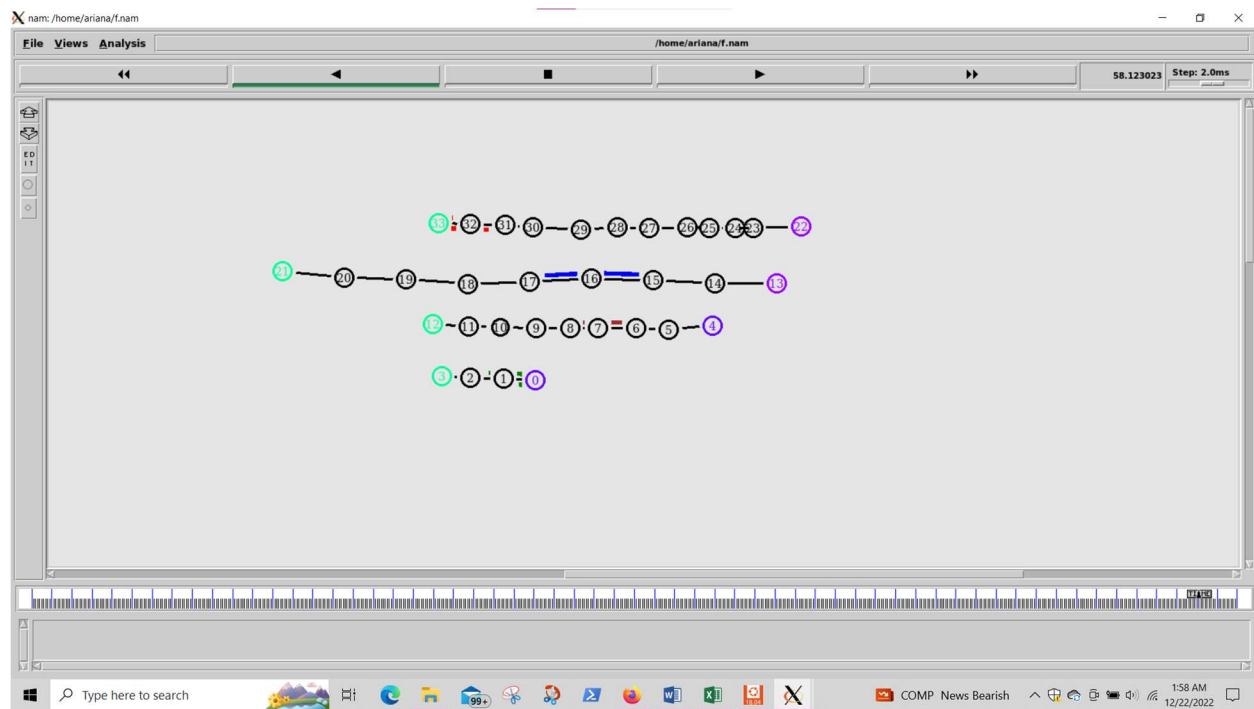 nam: /home/ariana/f.nam
File Views Analysis /home/ariana/f.nam
58.123023 Step: 2.0ms
ED
IT
33 32 31 30 29 28 27 26 25 24 23 22
21 20 19 18 17 16 15 14 13
12 11 10 9 8 7 6 5 4
3 2 1 0
TIME
Type here to search
99+
18.04
COMP News Bearish
1:58 AM
12/22/2022